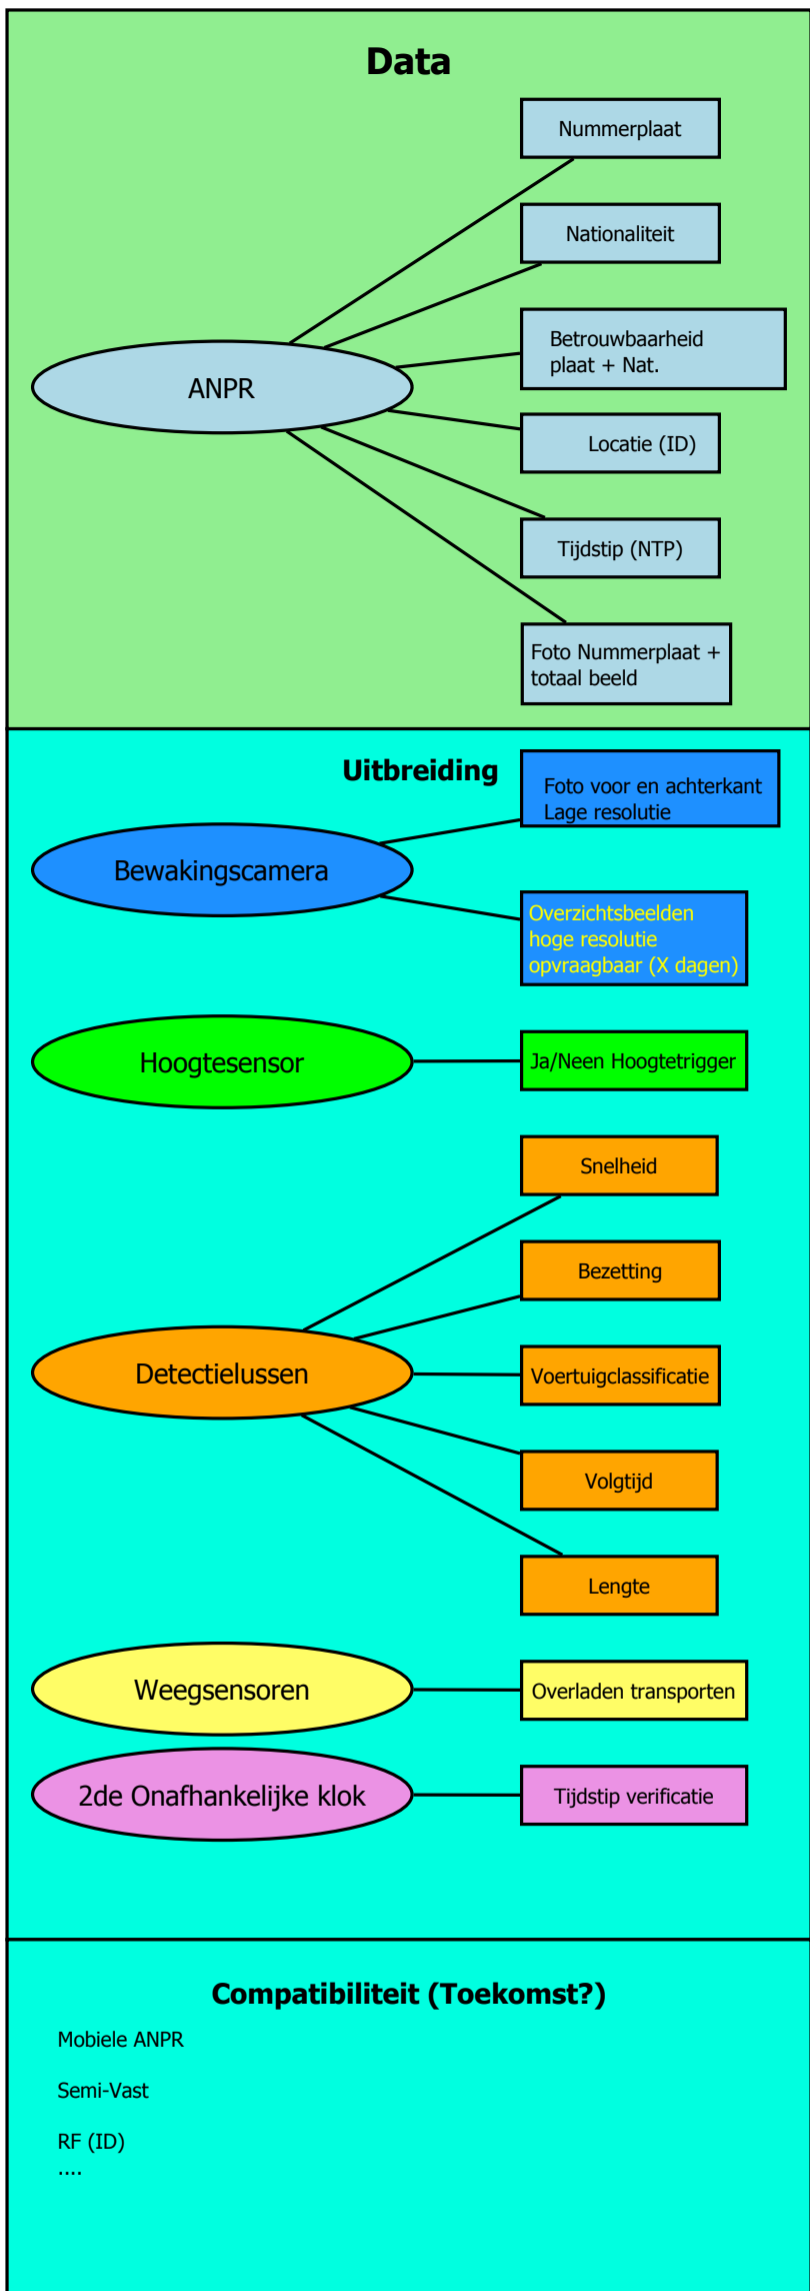 Data
Nummerplaat
Nationaliteit
Betrouwbaarheid
plaat + Nat.
ANPR
Locatie (ID)
Tijdstip (NTP)
Foto Nummerplaat +
totaal beeld
Uitbreiding
Foto voor en achterkant
Lage resolutie
Bewakingscamera
Overzichtsbeelden
hoge resolutie
opvraagbaar (X dagen)
Hoogtesensor
Ja/Neen Hoogtetrigger
Snelheid
Bezetting
Detectielussen
Voertuigclassificatie
Volgtijd
Lengte
Weegsensoren
Overladen transporten
2de Onafhankelijke klok
Tijdstip verificatie
Compatibiliteit (Toekomst?)
Mobiele ANPR
Semi-Vast
RF (ID)
....